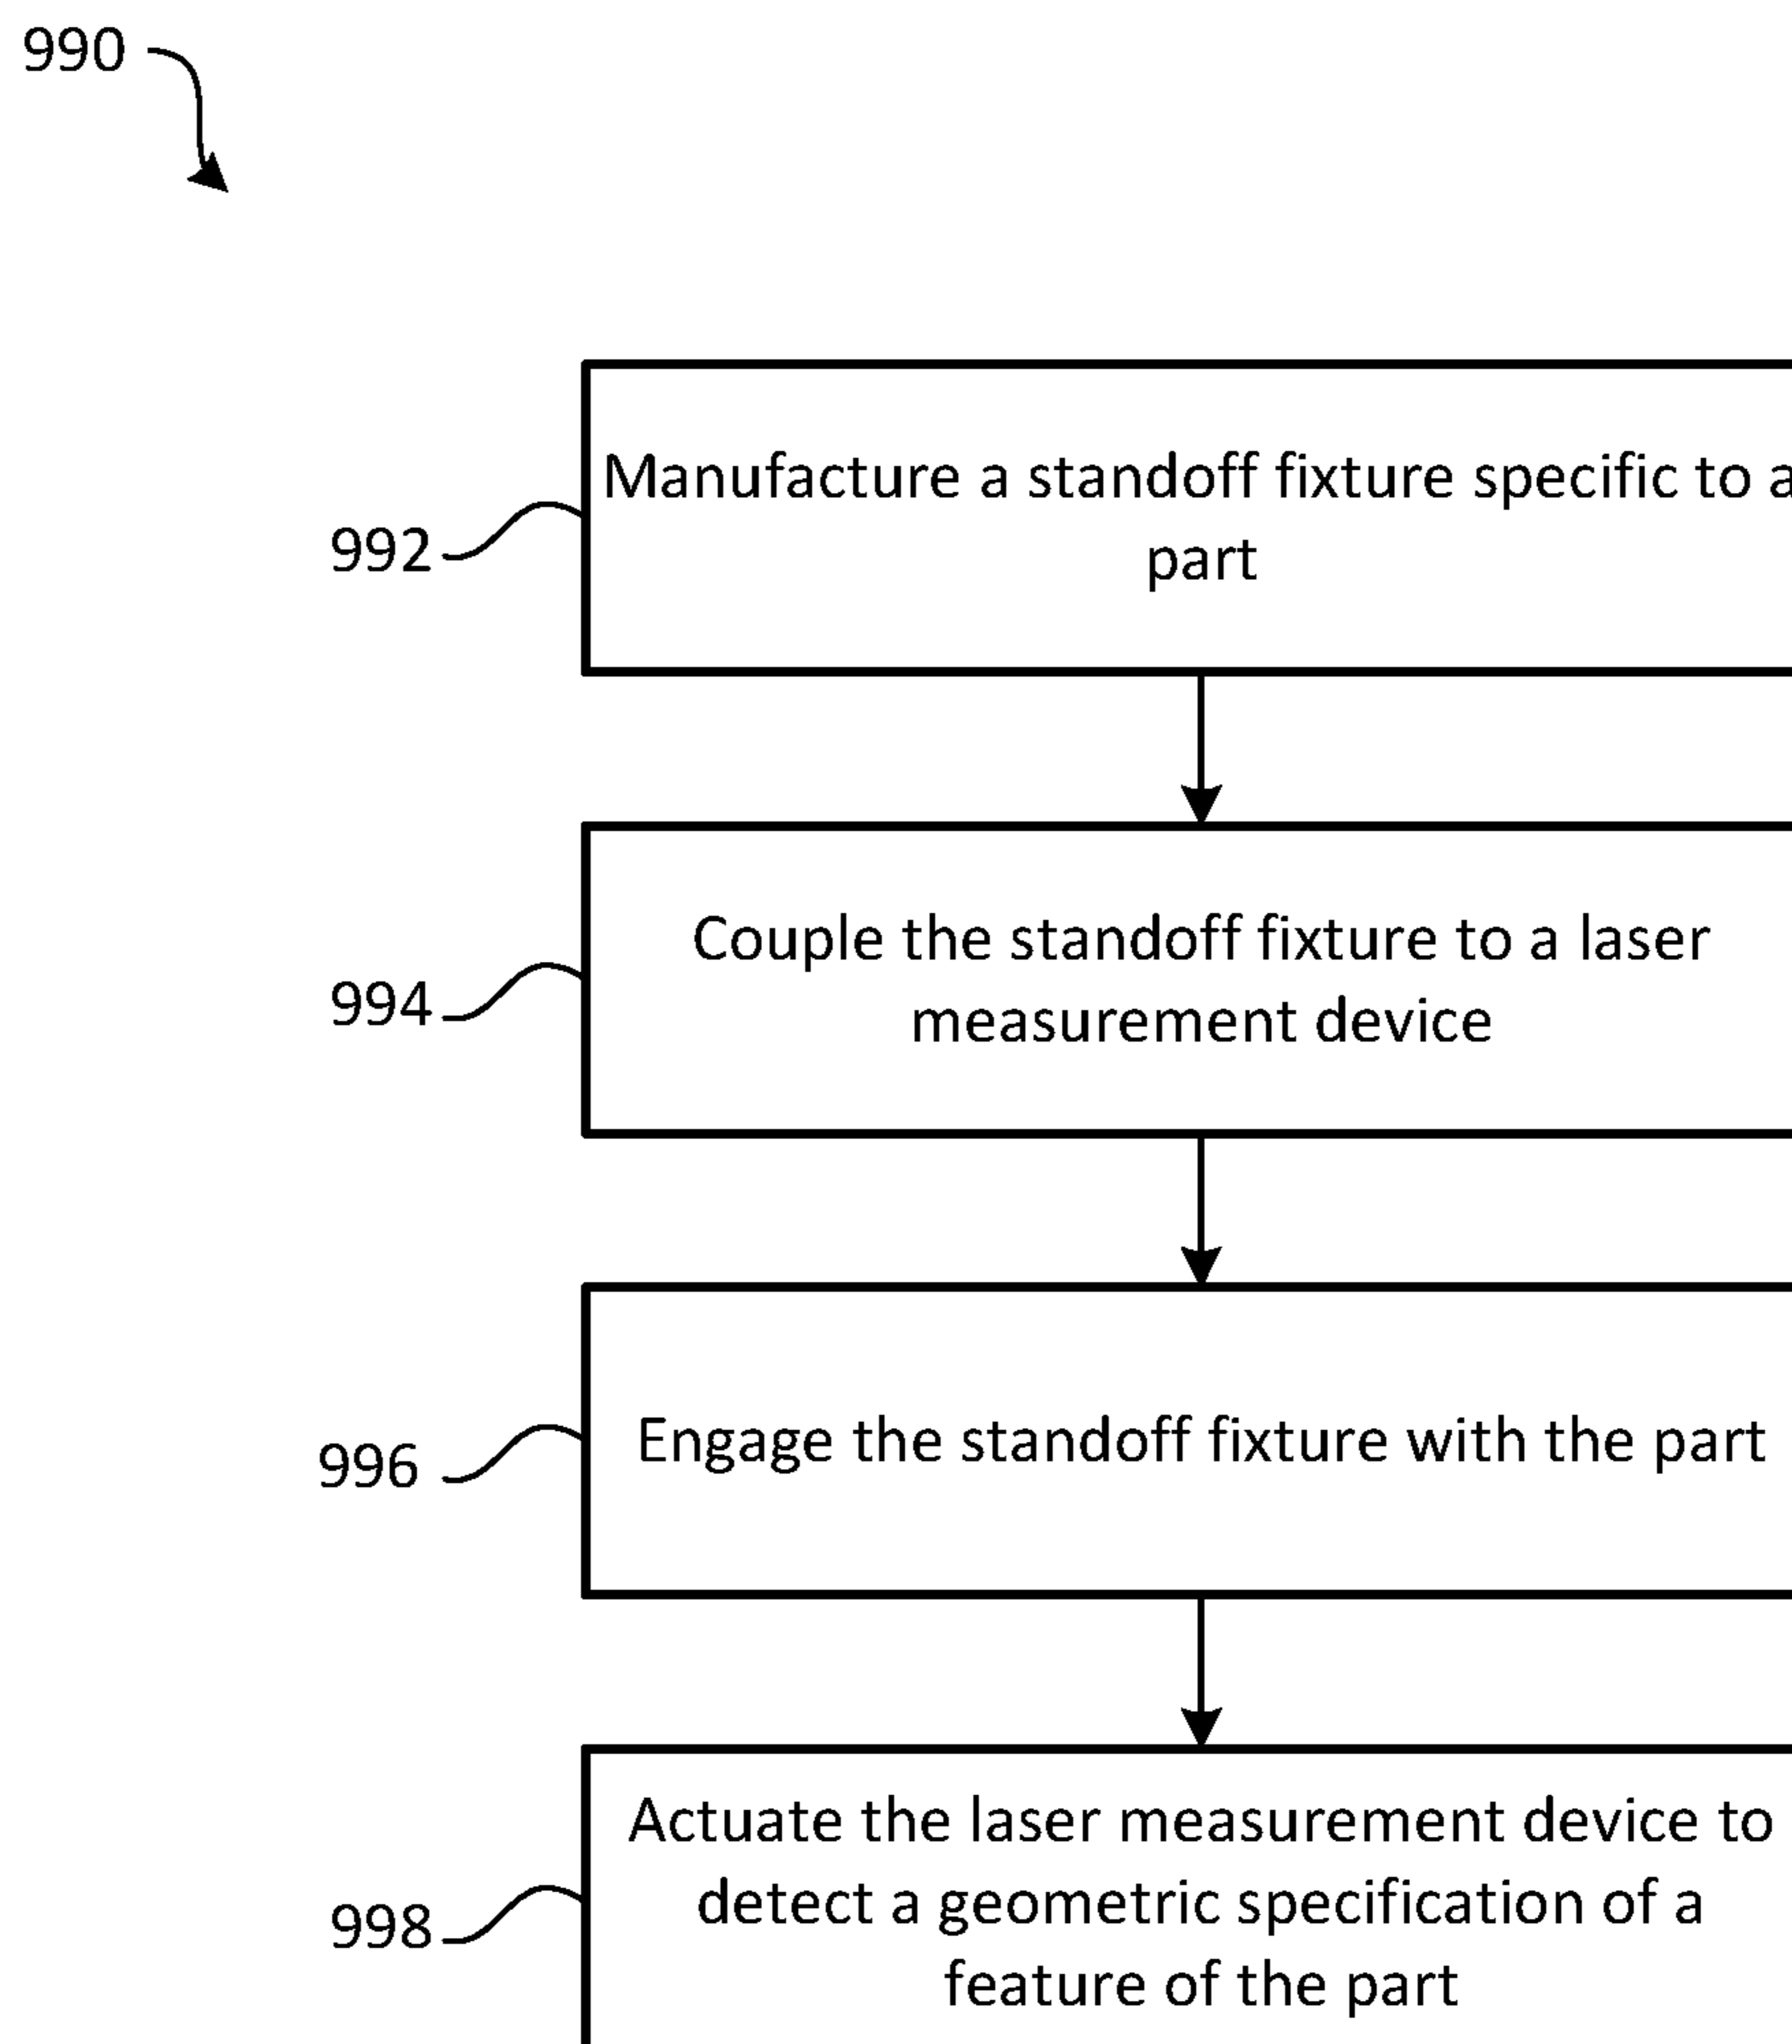 990
Manufacture a standoff fixture specific to a
part
992
Couple the standoff fixture to a laser
measurement device
994
Engage the standoff fixture with the part
996
Actuate the laser measurement device to
detect a geometric specification of a
feature of the part
998